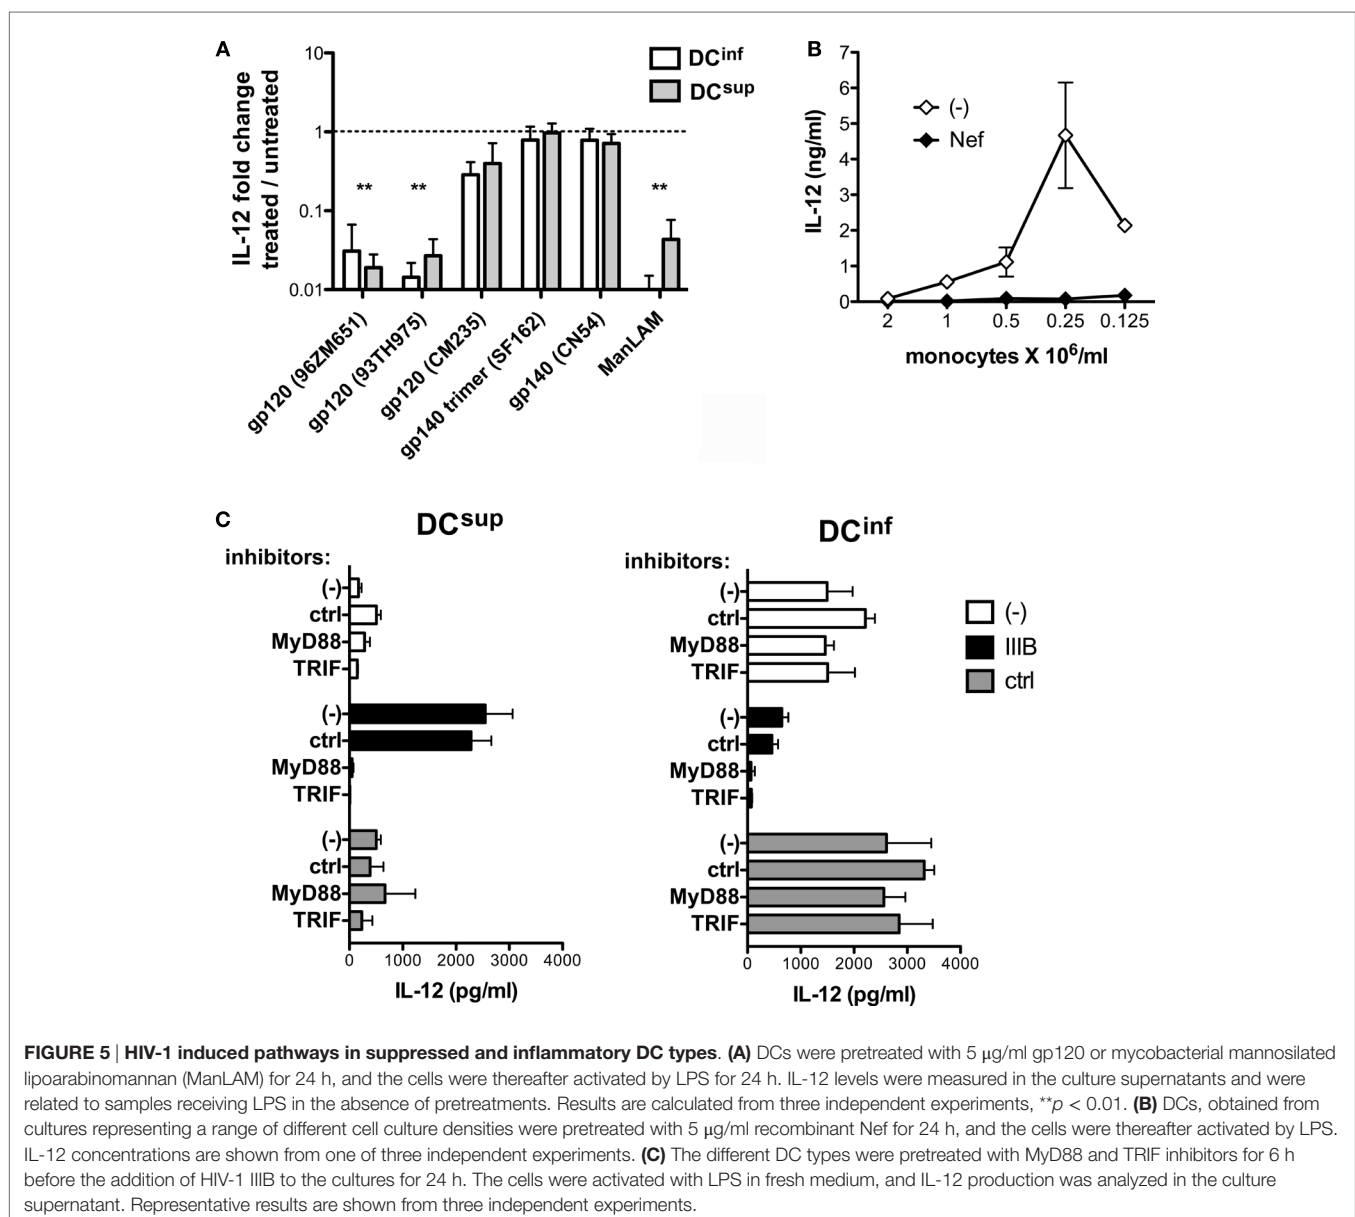 A
IL-12 fold change
treated / untreated
10
1
0.1
0.01
** ** **
DCinf
DCsup
gp120 (96ZM651)
gp120 (93TH975)
gp120 (CM235)
gp140 trimer (SF162)
gp140 (CN54)
ManLAM
B
IL-12 (ng/ml)
7
6
5
4
3
2
1
0
(-)
Nef
2 1 0.5 0.25 0.125
monocytes X 10⁶/ml
C
DCsup
inhibitors:
(-)
ctrl
MyD88
TRIF
(-)
ctrl
MyD88
TRIF
(-)
ctrl
MyD88
TRIF
0 1000 2000 3000 4000
IL-12 (pg/ml)
DCinf
inhibitors:
(-)
ctrl
MyD88
TRIF
(-)
ctrl
MyD88
TRIF
(-)
ctrl
MyD88
TRIF
0 1000 2000 3000 4000
IL-12 (pg/ml)
(-)
IIIB
ctrl
FIGURE 5 | HIV-1 induced pathways in suppressed and inflammatory DC types. (A) DCs were pretreated with 5 μg/ml gp120 or mycobacterial mannosilated
lipoarabinomannan (ManLAM) for 24 h, and the cells were thereafter activated by LPS for 24 h. IL-12 levels were measured in the culture supernatants and were
related to samples receiving LPS in the absence of pretreatments. Results are calculated from three independent experiments, **p < 0.01. (B) DCs, obtained from
cultures representing a range of different cell culture densities were pretreated with 5 μg/ml recombinant Nef for 24 h, and the cells were thereafter activated by LPS.
IL-12 concentrations are shown from one of three independent experiments. (C) The different DC types were pretreated with MyD88 and TRIF inhibitors for 6 h
before the addition of HIV-1 IIIB to the cultures for 24 h. The cells were activated with LPS in fresh medium, and IL-12 production was analyzed in the culture
supernatant. Representative results are shown from three independent experiments.